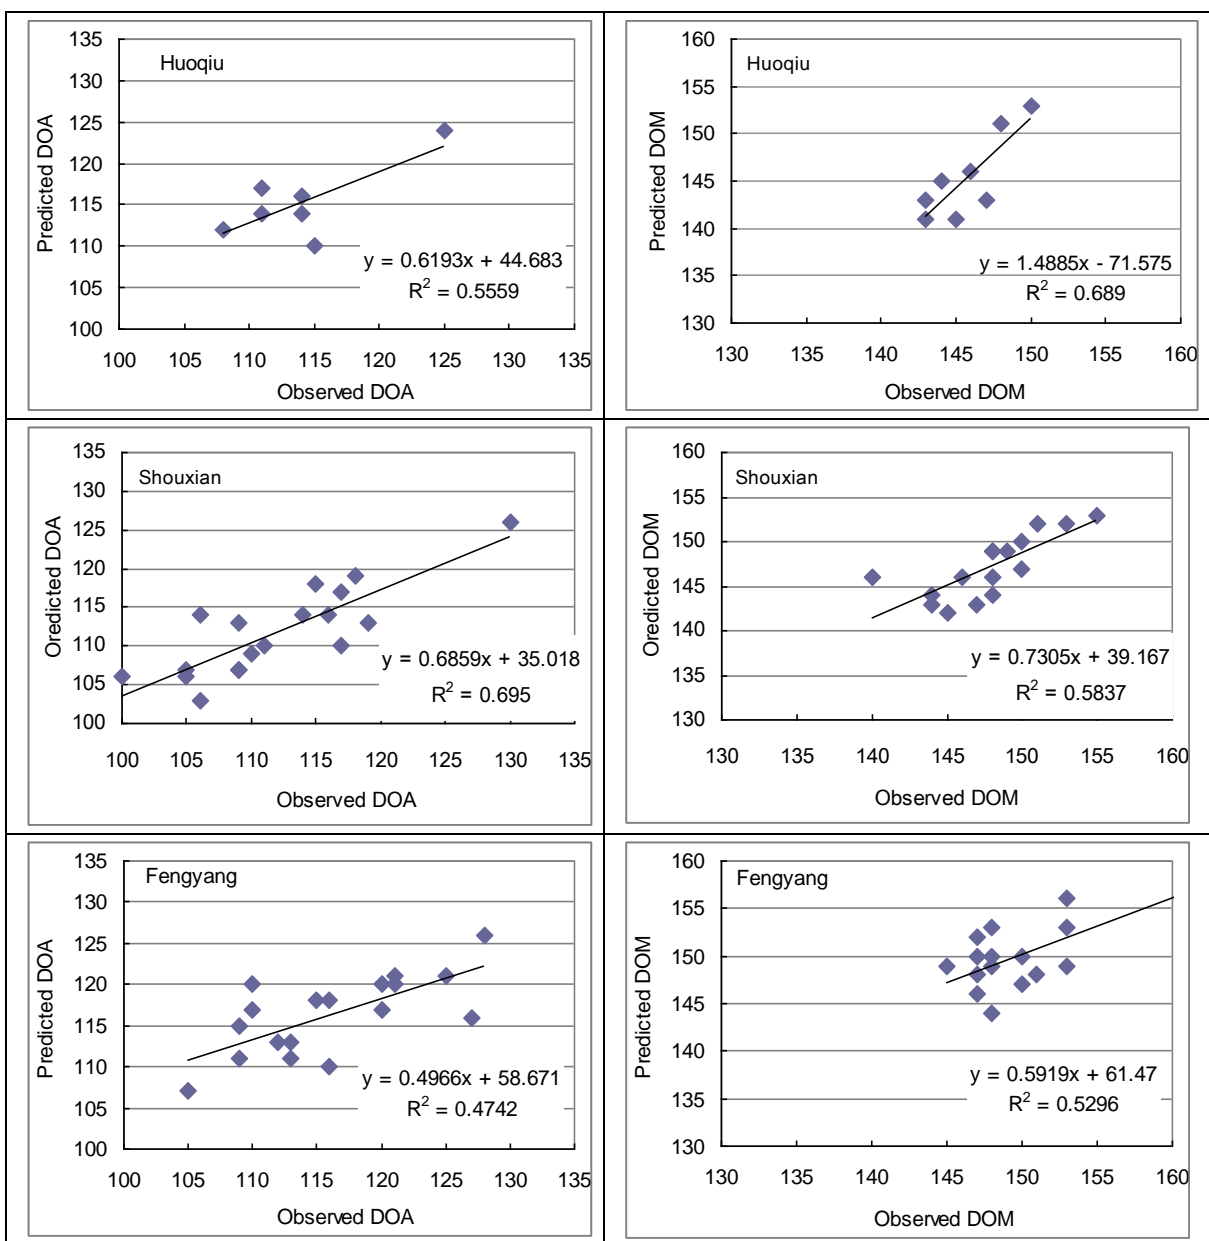 135
130
125
120
115
110
105
100
Predicted DOA
Huoqiu
y = 0.6193x + 44.683
R2 = 0.5559
100 105 110 115 120 125 130 135
Observed DOA
160
155
150
145
140
135
130
Predicted DOM
Huoqiu
y = 1.4885x - 71.575
R2 = 0.689
130 135 140 145 150 155 160
Observed DOM
135
130
125
120
115
110
105
100
Oredicted DOA
Shouxian
y = 0.6859x + 35.018
R2 = 0.695
100 105 110 115 120 125 130 135
Observed DOA
160
155
150
145
140
135
130
Oredicted DOM
Shouxian
y = 0.7305x + 39.167
R2 = 0.5837
130 135 140 145 150 155 160
Observed DOM
135
130
125
120
115
110
105
100
Predicted DOA
Fengyang
y = 0.4966x + 58.671
R2 = 0.4742
100 105 110 115 120 125 130 135
Observed DOA
160
155
150
145
140
135
130
Predicted DOM
Fengyang
y = 0.5919x + 61.47
R2 = 0.5296
130 135 140 145 150 155 160
Observed DOM